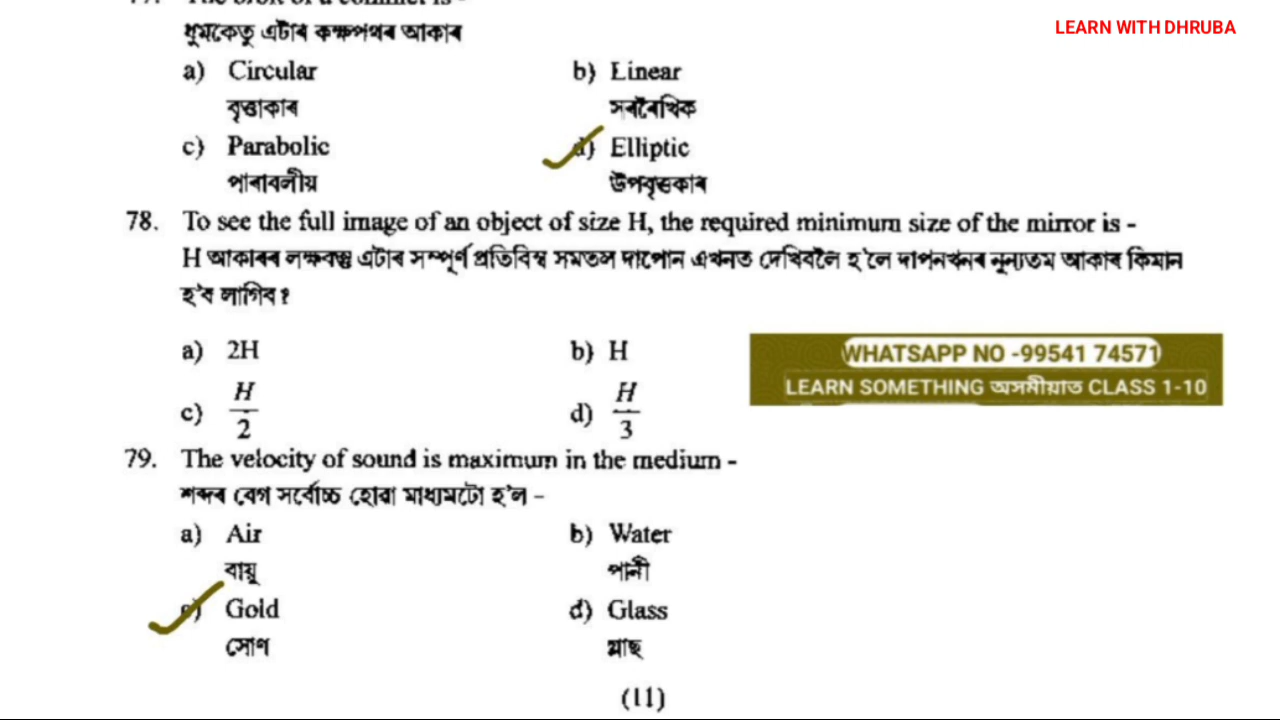 LEARN WITH DHRUBA
ধুমকেতু এটাৰ কক্ষপথৰ আকাৰ
a) Circular
বৃত্তাকাৰ
b) Linear
সৰৰৈখিক
c) Parabolic
পাৰাবলীয়
d) Elliptic
উপবৃত্তকাৰ
78. To see the full image of an object of size H, the required minimum size of the mirror is -
H আকাৰৰ লক্ষবস্তু এটাৰ সম্পূৰ্ণ প্ৰতিবিম্ব সমতল দাপোন এখনত দেখিবলৈ হ'লে দাপনখনৰ নূন্যতম আকাৰ কিমান
হ'ব লাগিব?
a) 2H
b) H
c) H/2
d) H/3
WHATSAPP NO -99541 74571
LEARN SOMETHING অসমীয়াত CLASS 1-10
79. The velocity of sound is maximum in the medium -
শব্দৰ বেগ সৰ্বোচ্চ হোৱা মাধ্যমটো হ'ল -
a) Air
বায়ু
b) Water
পানী
c) Gold
সোণ
d) Glass
গ্লাছ
(11)